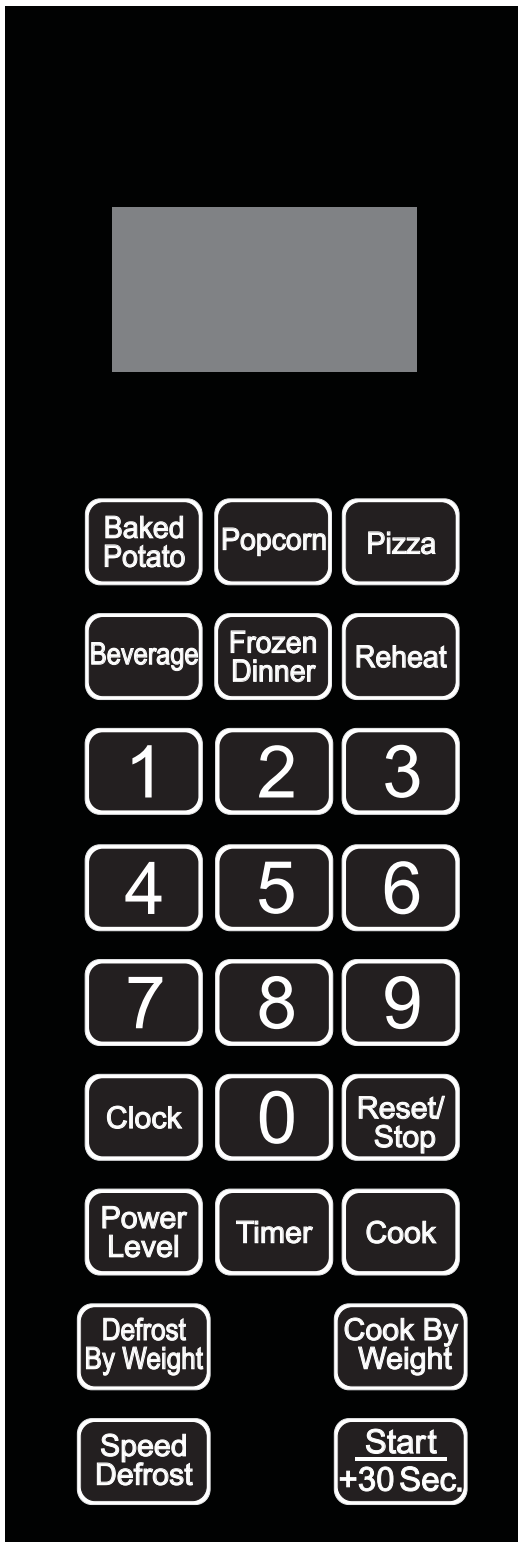 Baked
Potato
Popcorn
Pizza
Beverage
Frozen
Dinner
Reheat
1
2
3
4
5
6
7
8
9
Clock
0
Reset/
Stop
Power
Level
Timer
Cook
Defrost
By Weight
Cook By
Weight
Speed
Defrost
Start
+30 Sec.